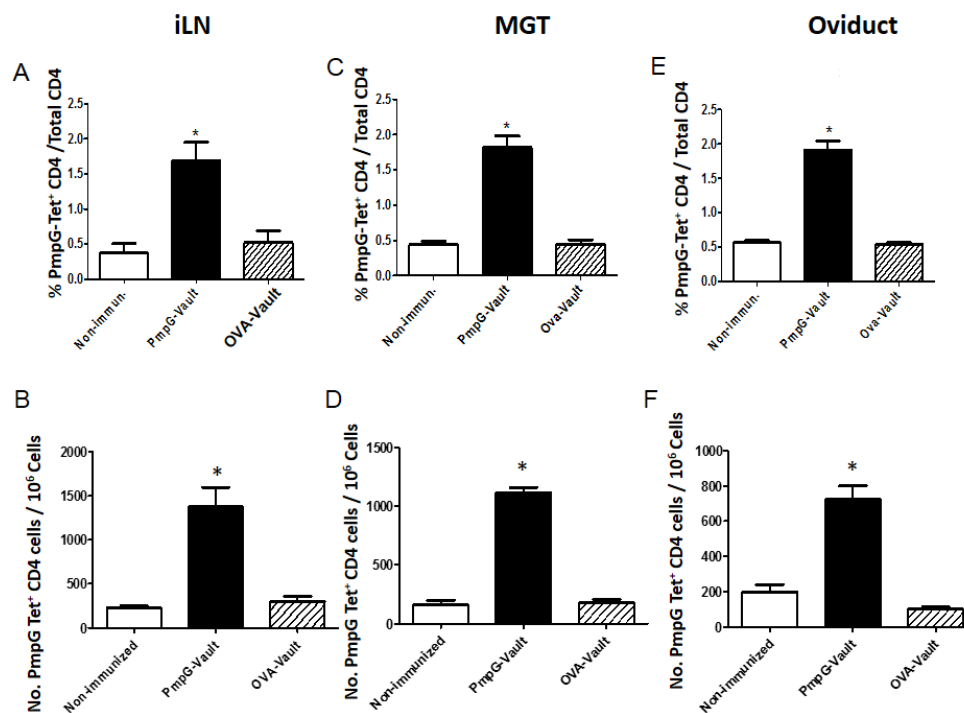 iLN
MGT
Oviduct
A
% PmpG-Tet⁺ CD4 /Total CD4
2.5
2.0
1.5
1.0
0.5
0.0
*
Non-immun.
PmpG-Vault
OVA-Vault
C
% PmpG-Tet⁺ CD4 / Total CD4
2.5
2.0
1.5
1.0
0.5
0.0
*
Non-immun.
PmpG-Vault
Ova-Vault
E
% PmpG-Tet⁺ CD4 / Total CD4
2.5
2.0
1.5
1.0
0.5
0.0
*
Non-immun.
PmpG-Vault
Ova-Vault
B
No. PmpG Tet⁺ CD4 cells / 10⁶ Cells
2000
1500
1000
500
0
*
Non-immunized
PmpG-Vault
OVA-Vault
D
No. PmpG Tet⁺ CD4 cells / 10⁶ Cells
1500
1000
500
0
*
Non-immunized
PmpG-Vault
OVA-Vault
F
No. PmpG Tet⁺ CD4 cells / 10⁶ Cells
1000
800
600
400
200
0
*
Non-immunized
PmpG-Vault
OVA-Vault